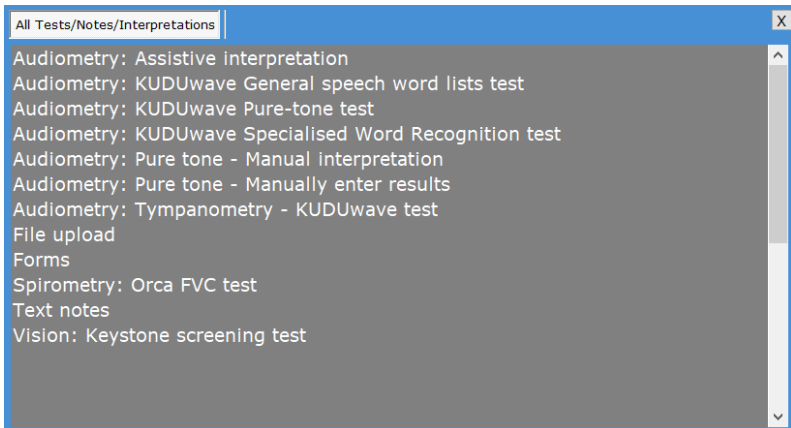 All Tests/Notes/Interpretations
X
Audiometry: Assistive interpretation
Audiometry: KUDUwave General speech word lists test
Audiometry: KUDUwave Pure-tone test
Audiometry: KUDUwave Specialised Word Recognition test
Audiometry: Pure tone - Manual interpretation
Audiometry: Pure tone - Manually enter results
Audiometry: Tympanometry - KUDUwave test
File upload
Forms
Spirometry: Orca FVC test
Text notes
Vision: Keystone screening test